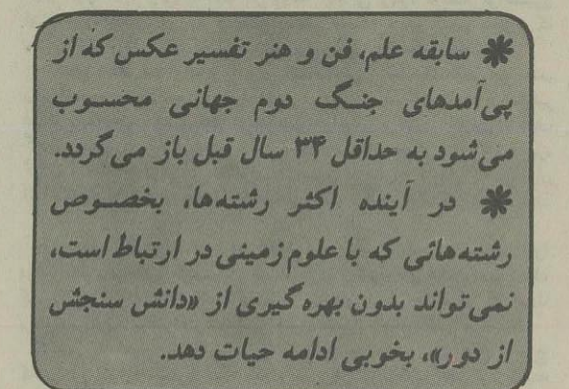 ✽ سابقه علم، فن و هنر تفسیر عکس که از
پی‌آمدهای جنگ دوم جهانی محسوب
می‌شود به حداقل ۳۴ سال قبل باز می‌گردد.
✽ در آینده اکثر رشته‌ها، بخصوص
رشته‌هائی که با علوم زمینی در ارتباط است،
نمی‌تواند بدون بهره‌گیری از «دانش سنجش
از دور»، بخوبی ادامه حیات دهد.